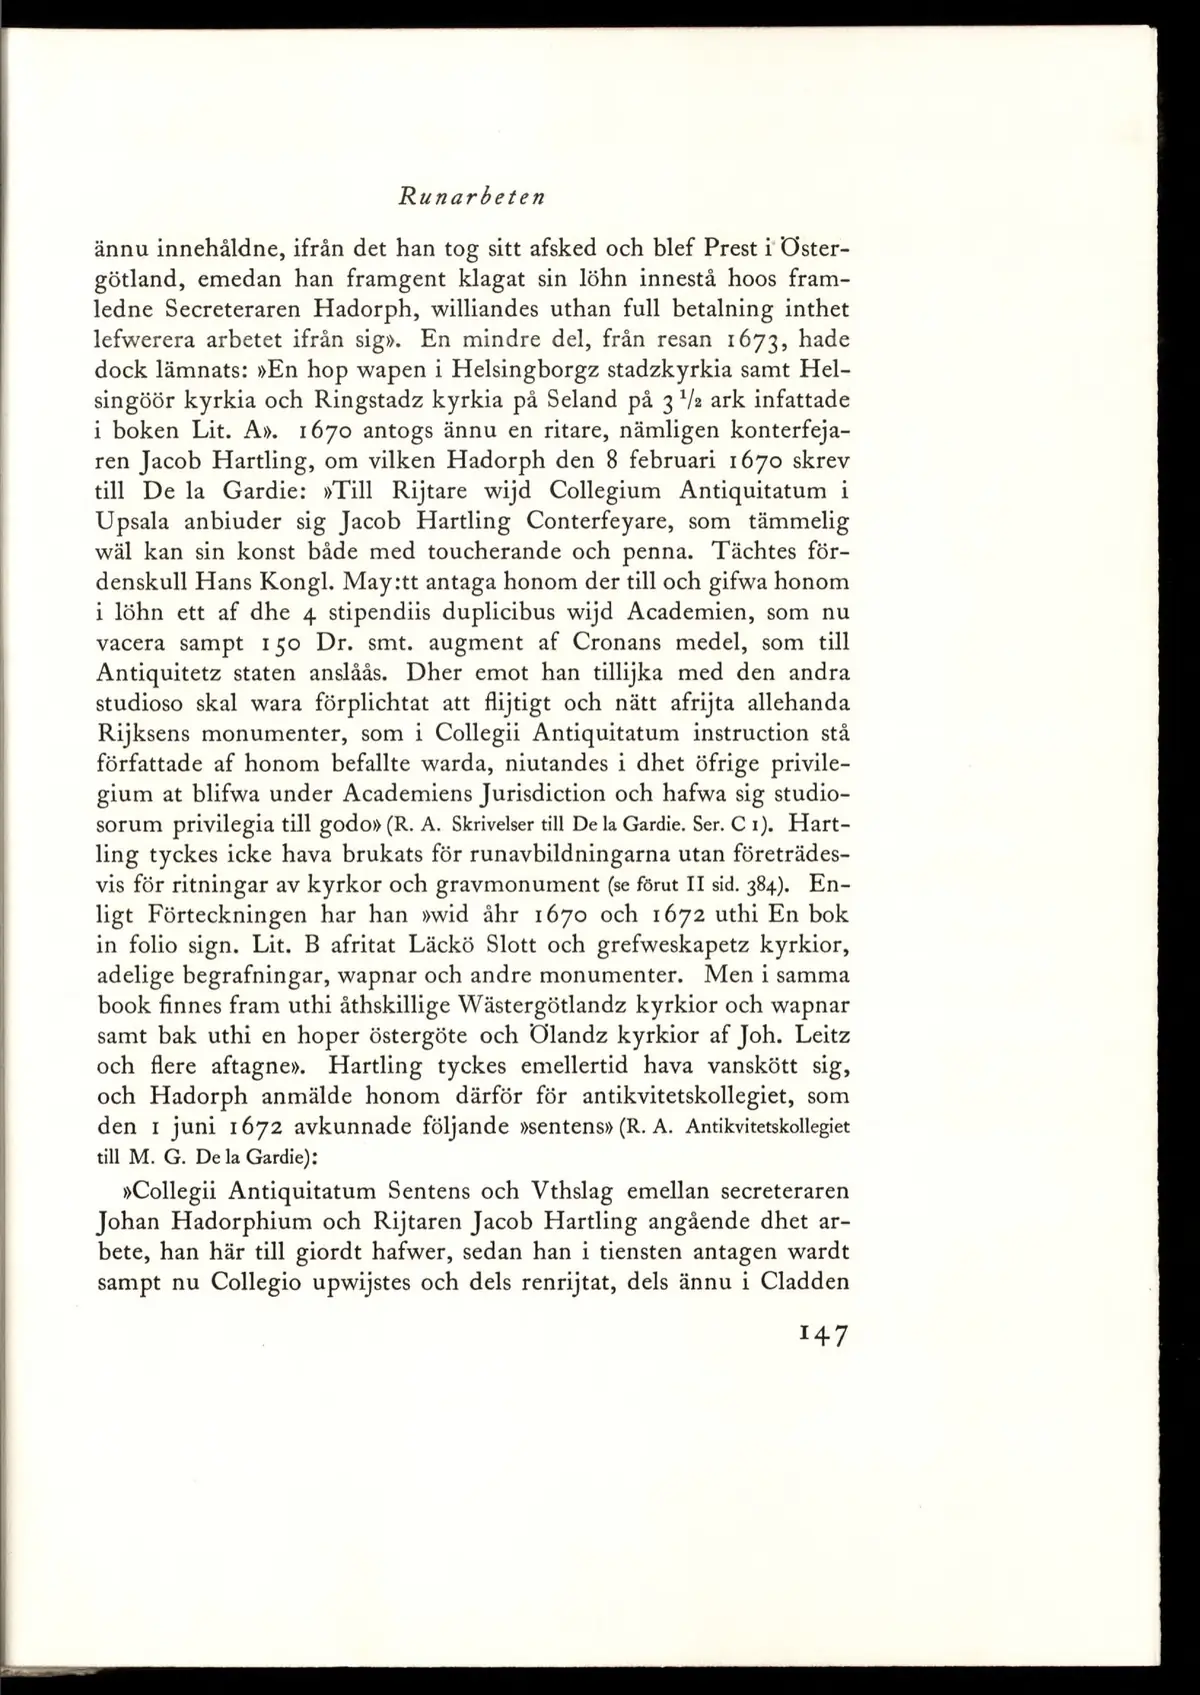 Runarbeten
ännu innehåldne, ifrån det han tog sitt afsked och blef Prest i Öster-
götland, emedan han framgent klagat sin löhn innestå hoos fram-
ledne Secreteraren Hadorph, williandes uthan full betalning inthet
lefwerera arbetet ifrån sig». En mindre del, från resan 1673, hade
dock lämnats: »En hop wapen i Helsingborgz stadzkyrkia samt Hel-
singöör kyrkia och Ringstadz kyrkia på Seland på 3 1/2 ark infattade
i boken Lit. A». 1670 antogs ännu en ritare, nämligen konterfeja-
ren Jacob Hartling, om vilken Hadorph den 8 februari 1670 skrev
till De la Gardie: »Till Rijtare wijd Collegium Antiquitatum i
Upsala anbiuder sig Jacob Hartling Conterfeyare, som tämmelig
wäl kan sin konst både med toucherande och penna. Tächtes för-
denskull Hans Kongl. May:tt antaga honom der till och gifwa honom
i löhn ett af dhe 4 stipendiis duplicibus wijd Academien, som nu
vacera sampt 150 Dr. smt. augment af Cronans medel, som till
Antiquitetz staten anslåås. Dher emot han tillijka med den andra
studioso skal wara förplichtat att flijtigt och nätt afrijta allehanda
Rijksens monumenter, som i Collegii Antiquitatum instruction stå
författade af honom befallte warda, niutandes i dhet öfrige privile-
gium at blifwa under Academiens Jurisdiction och hafwa sig studio-
sorum privilegia till godo» (R. A. Skrivelser till De la Gardie. Ser. C 1). Hart-
ling tyckes icke hava brukats för runavbildningarna utan företrädes-
vis för ritningar av kyrkor och gravmonument (se förut II sid. 384). En-
ligt Förteckningen har han »wid åhr 1670 och 1672 uthi En bok
in folio sign. Lit. B afritat Läckö Slott och grefweskapetz kyrkior,
adelige begrafningar, wapnar och andre monumenter. Men i samma
book finnes fram uthi åthskillige Wästergötlandz kyrkior och wapnar
samt bak uthi en hoper östergöte och Ölandz kyrkior af Joh. Leitz
och flere aftagne». Hartling tyckes emellertid hava vanskött sig,
och Hadorph anmälde honom därför för antikvitetskollegiet, som
den 1 juni 1672 avkunnade följande »sentens» (R. A. Antikvitetskollegiet
till M. G. De la Gardie):
»Collegii Antiquitatum Sentens och Vthslag emellan secreteraren
Johan Hadorphium och Rijtaren Jacob Hartling angående dhet ar-
bete, han här till giordt hafwer, sedan han i tiensten antagen wardt
sampt nu Collegio upwijstes och dels renrijtat, dels ännu i Cladden
147